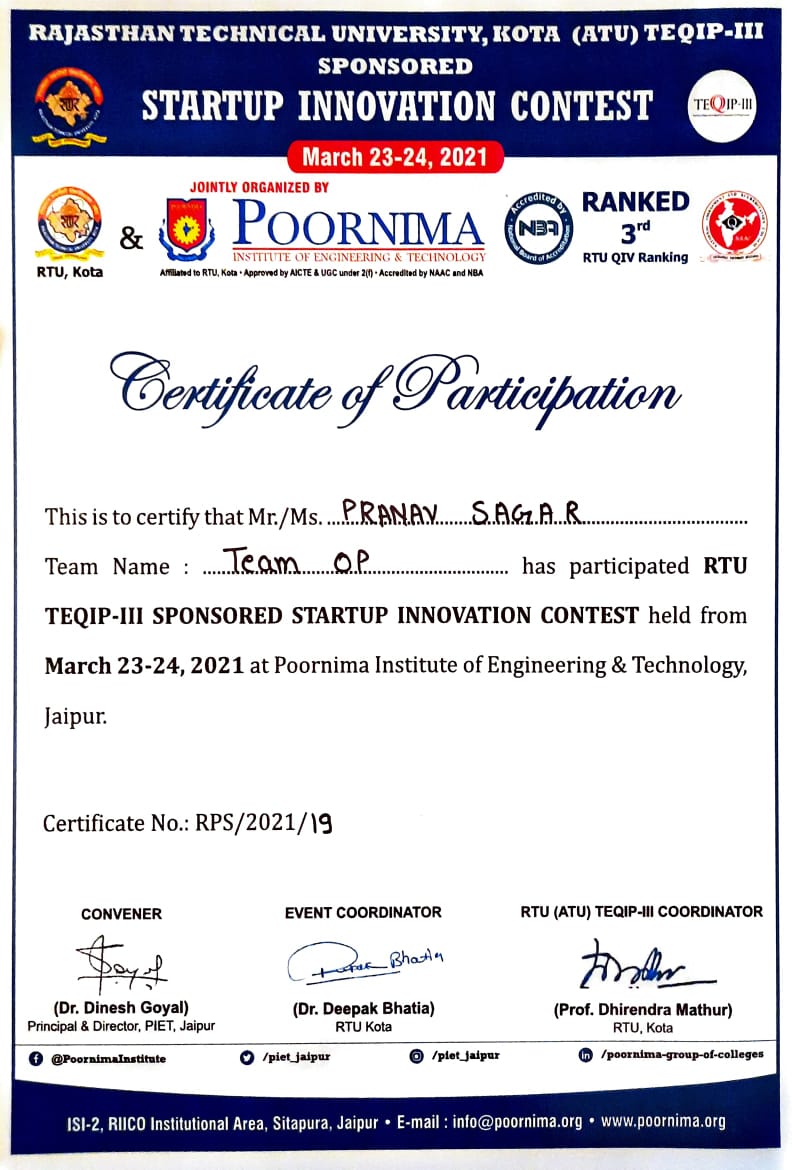 RAJASTHAN TECHNICAL UNIVERSITY, KOTA (ATU) TEQIP-III
SPONSORED
STARTUP INNOVATION CONTEST
TEQIP-III
March 23-24, 2021
JOINTLY ORGANIZED BY
RTU, Kota
&
POORNIMA
POORNIMA
INSTITUTE OF ENGINEERING & TECHNOLOGY
Affiliated to RTU, Kota • Approved by AICTE & UGC under 2(f) • Accredited by NAAC and NBA
Accredited by
NBA
National Board of Accreditation
RANKED
3rd
RTU QIV Ranking
Certificate of Participation
This is to certify that Mr./Ms. PRANAV SAGAR
Team Name : Team OP has participated RTU
TEQIP-III SPONSORED STARTUP INNOVATION CONTEST held from
March 23-24, 2021 at Poornima Institute of Engineering & Technology,
Jaipur.
Certificate No.: RPS/2021/19
CONVENER
EVENT COORDINATOR
RTU (ATU) TEQIP-III COORDINATOR
Bhatia
(Dr. Dinesh Goyal)
Principal & Director, PIET, Jaipur
(Dr. Deepak Bhatia)
RTU Kota
(Prof. Dhirendra Mathur)
RTU, Kota
@PoornimaInstitute
/piet_jaipur
/piet_jaipur
/poornima-group-of-colleges
ISI-2, RIICO Institutional Area, Sitapura, Jaipur • E-mail : info@poornima.org • www.poornima.org